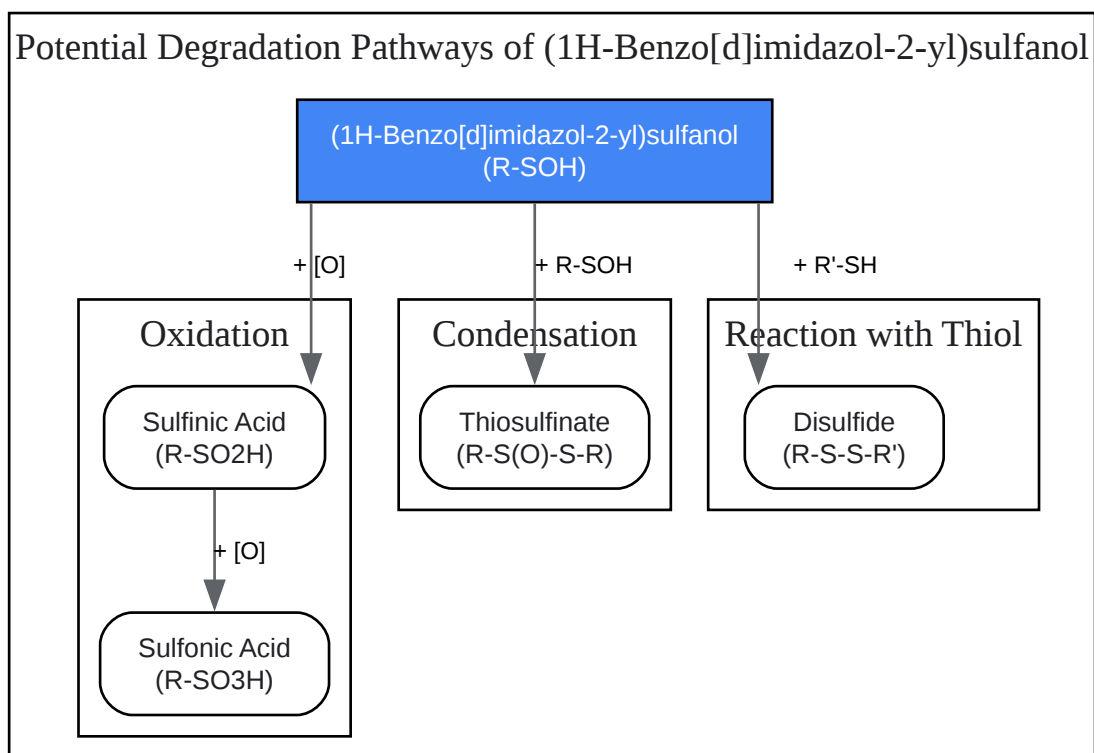 Potential Degradation Pathways of (1H-Benzo[d]imidazol-2-yl)sulfanol
(1H-Benzo[d]imidazol-2-yl)sulfanol
(R-SOH)
+ [O]
+ R-SOH
+ R'-SH
Oxidation
Condensation
Reaction with Thiol
Sulfinic Acid
(R-SO2H)
Thiosulfinate
(R-S(O)-S-R)
Disulfide
(R-S-S-R')
+ [O]
Sulfonic Acid
(R-SO3H)